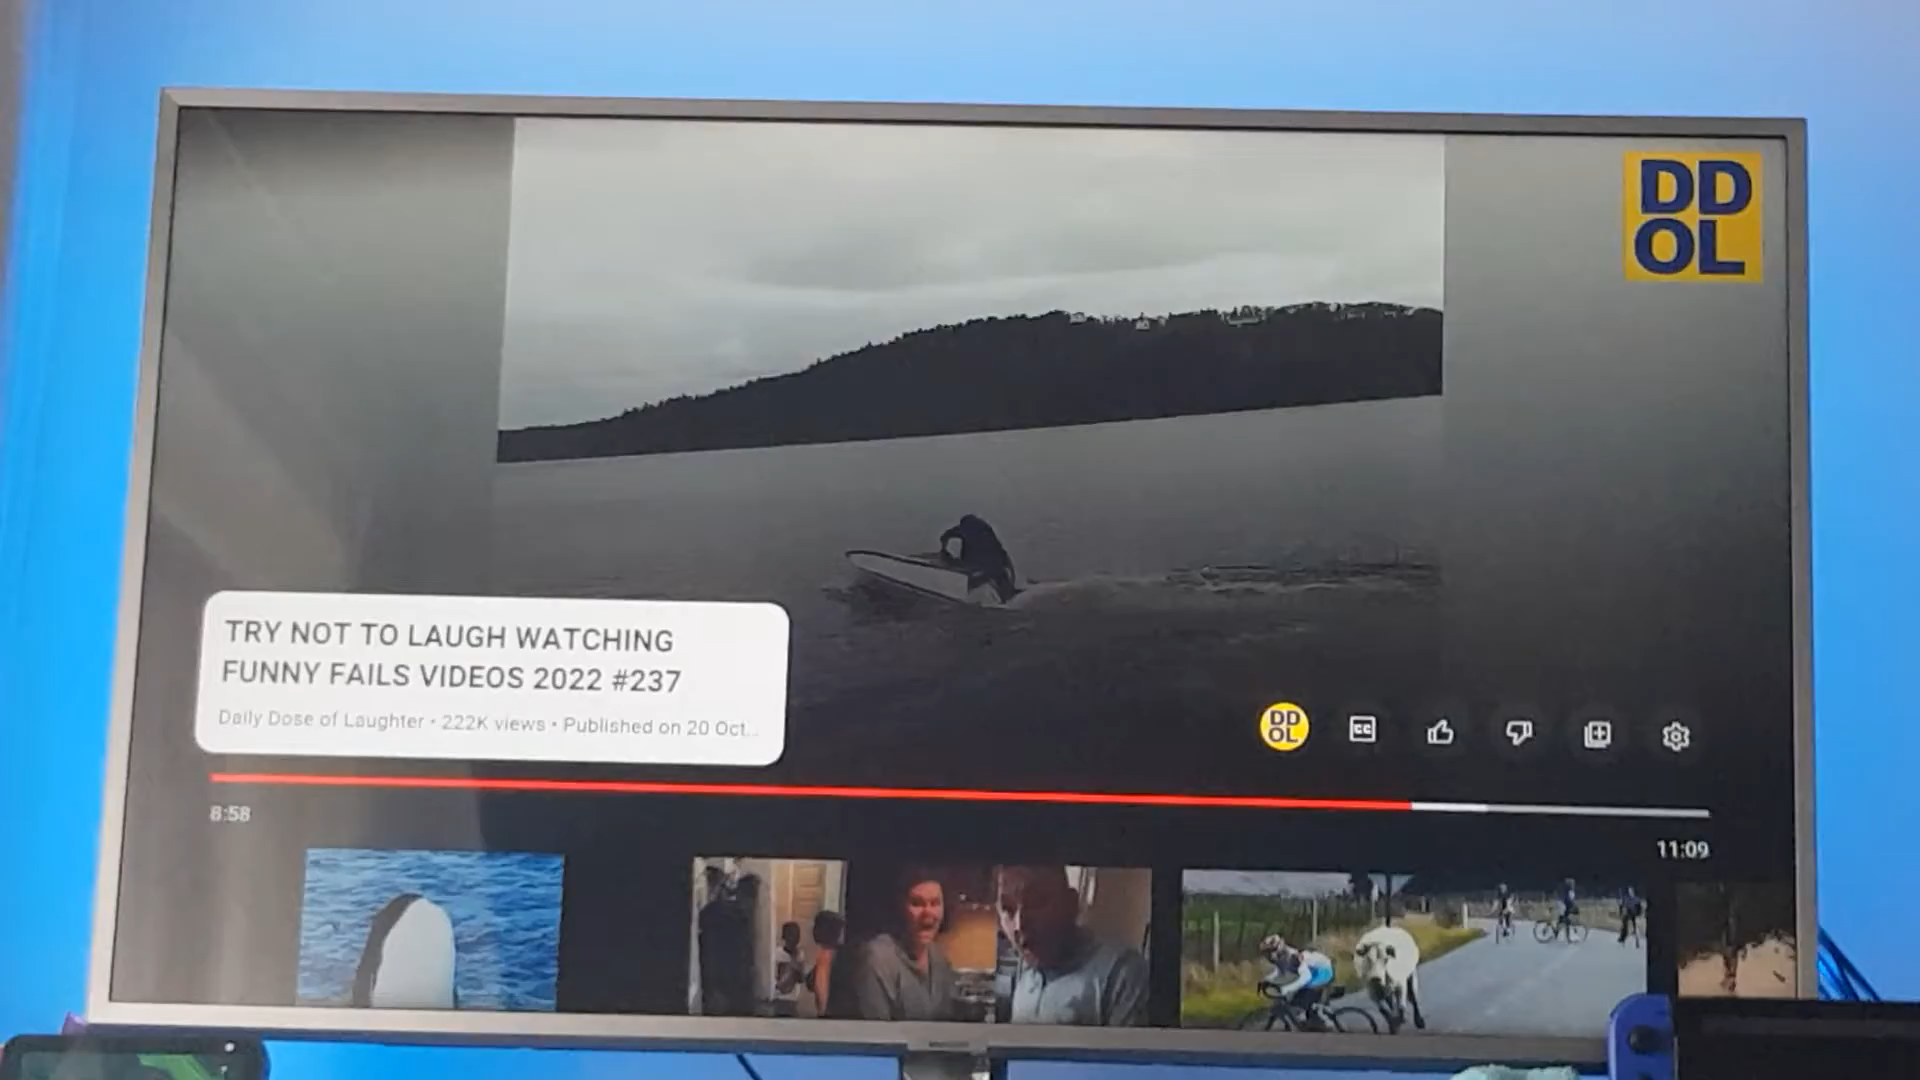 DD
OL
TRY NOT TO LAUGH WATCHING
FUNNY FAILS VIDEOS 2022 #237
Daily Dose of Laughter • 222K views • Published on 20 Oct...
DD
OL
CC
8:58
11:09